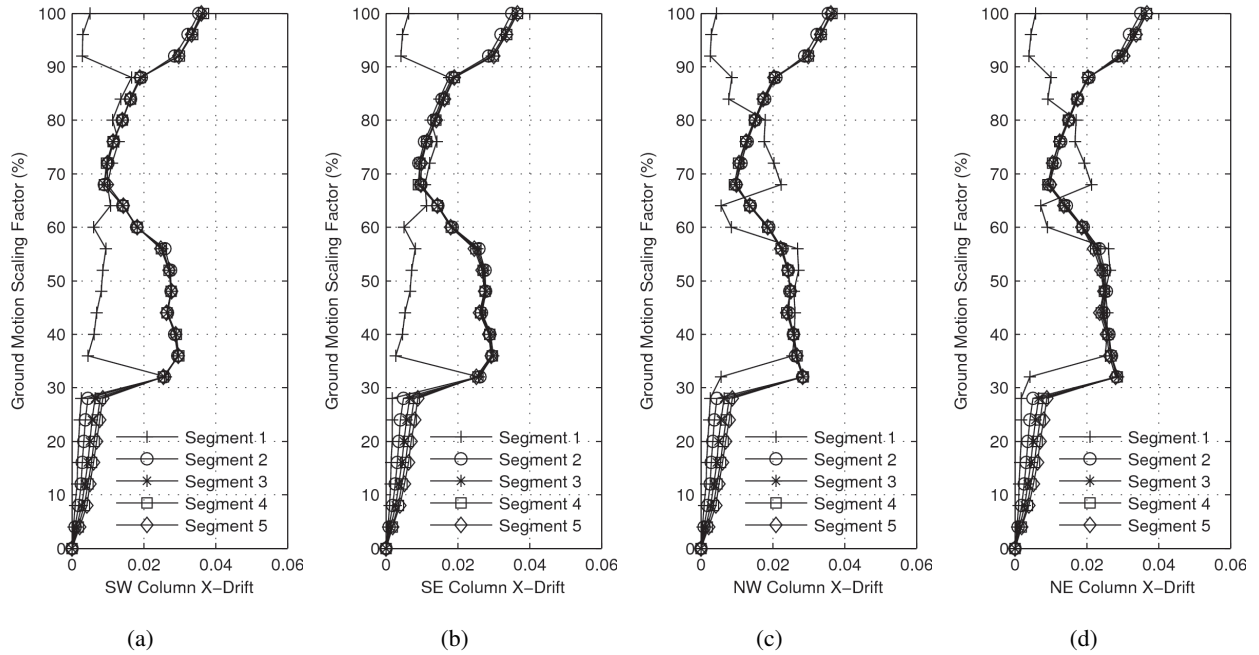 Ground Motion Scaling Factor (%)
100
90
80
70
60
50
40
30
20
10
0
Segment 1
Segment 2
Segment 3
Segment 4
Segment 5
0 0.02 0.04 0.06
SW Column X−Drift
(a)
Ground Motion Scaling Factor (%)
100
90
80
70
60
50
40
30
20
10
0
Segment 1
Segment 2
Segment 3
Segment 4
Segment 5
0 0.02 0.04 0.06
SE Column X−Drift
(b)
Ground Motion Scaling Factor (%)
100
90
80
70
60
50
40
30
20
10
0
Segment 1
Segment 2
Segment 3
Segment 4
Segment 5
0 0.02 0.04 0.06
NW Column X−Drift
(c)
Ground Motion Scaling Factor (%)
100
90
80
70
60
50
40
30
20
10
0
Segment 1
Segment 2
Segment 3
Segment 4
Segment 5
0 0.02 0.04 0.06
NE Column X−Drift
(d)